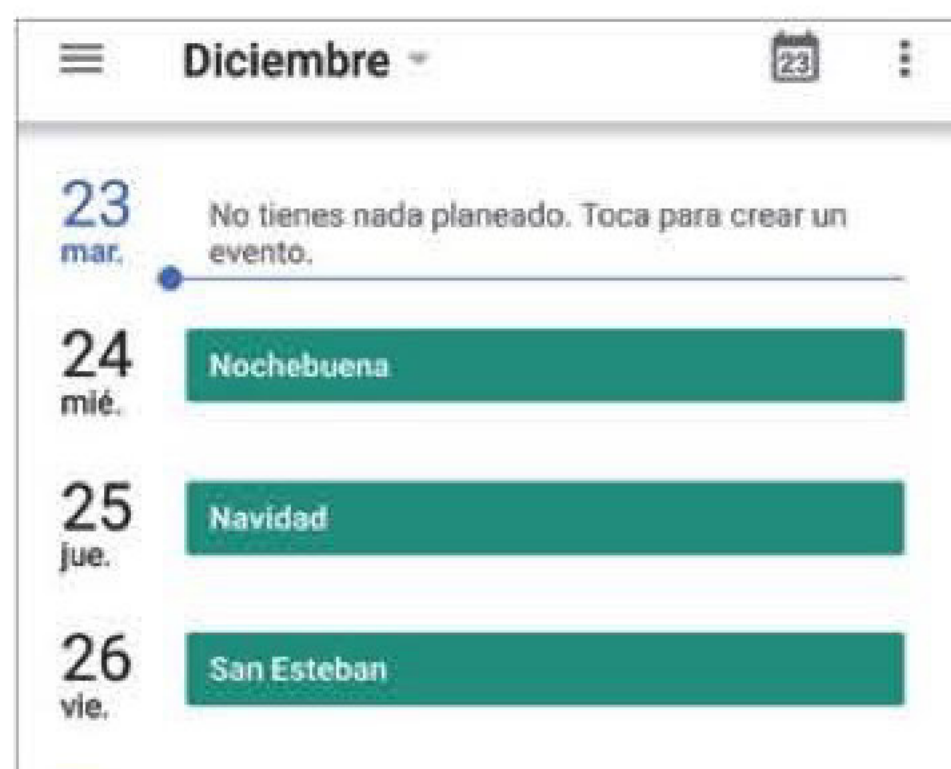 Diciembre
23
23
mar.
No tienes nada planeado. Toca para crear un
evento.
24
mié.
Nochebuena
25
jue.
Navidad
26
vie.
San Esteban